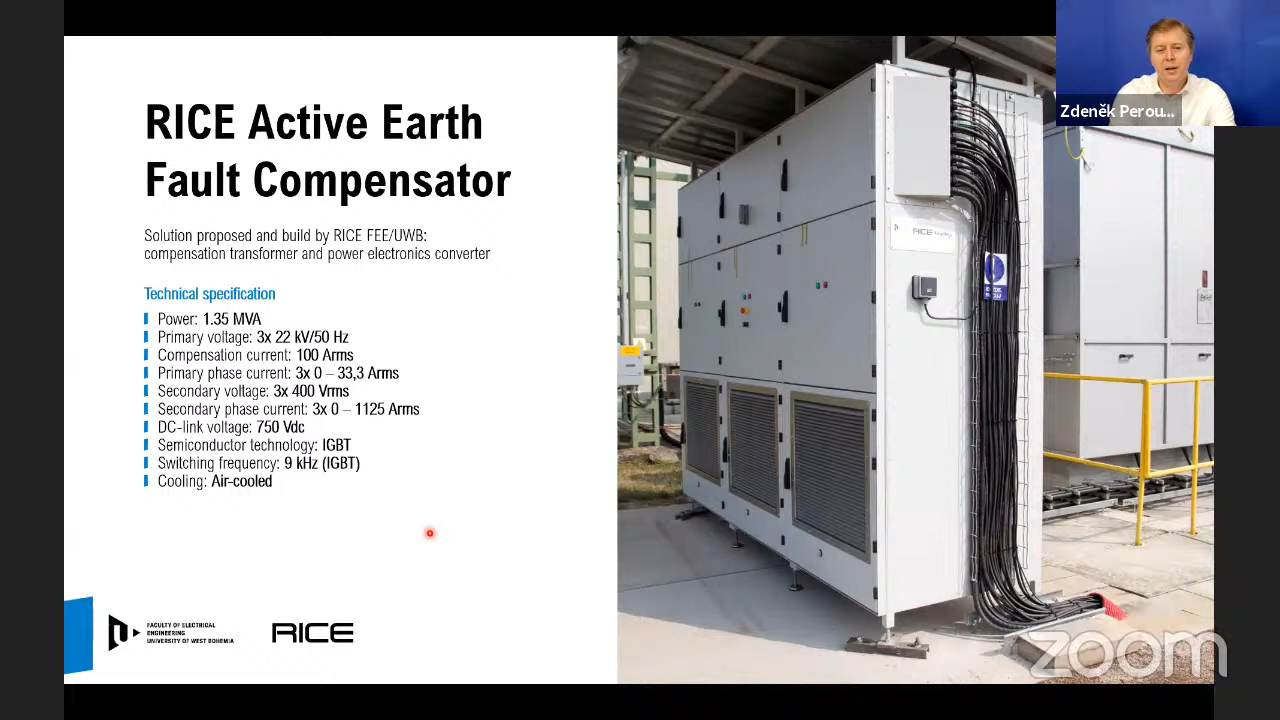 RICE Active Earth
Fault Compensator
Solution proposed and build by RICE FEE/UWB:
compensation transformer and power electronics converter
Technical specification
Power: 1.35 MVA
Primary voltage: 3x 22 kV/50 Hz
Compensation current: 100 Arms
Primary phase current: 3x 0 – 33,3 Arms
Secondary voltage: 3x 400 Vrms
Secondary phase current: 3x 0 – 1125 Arms
DC-link voltage: 750 Vdc
Semiconductor technology: IGBT
Switching frequency: 9 kHz (IGBT)
Cooling: Air-cooled
FACULTY OF ELECTRICAL
ENGINEERING
UNIVERSITY OF WEST BOHEMIA
RICE
RICE
Zdeněk Perou...
zoom